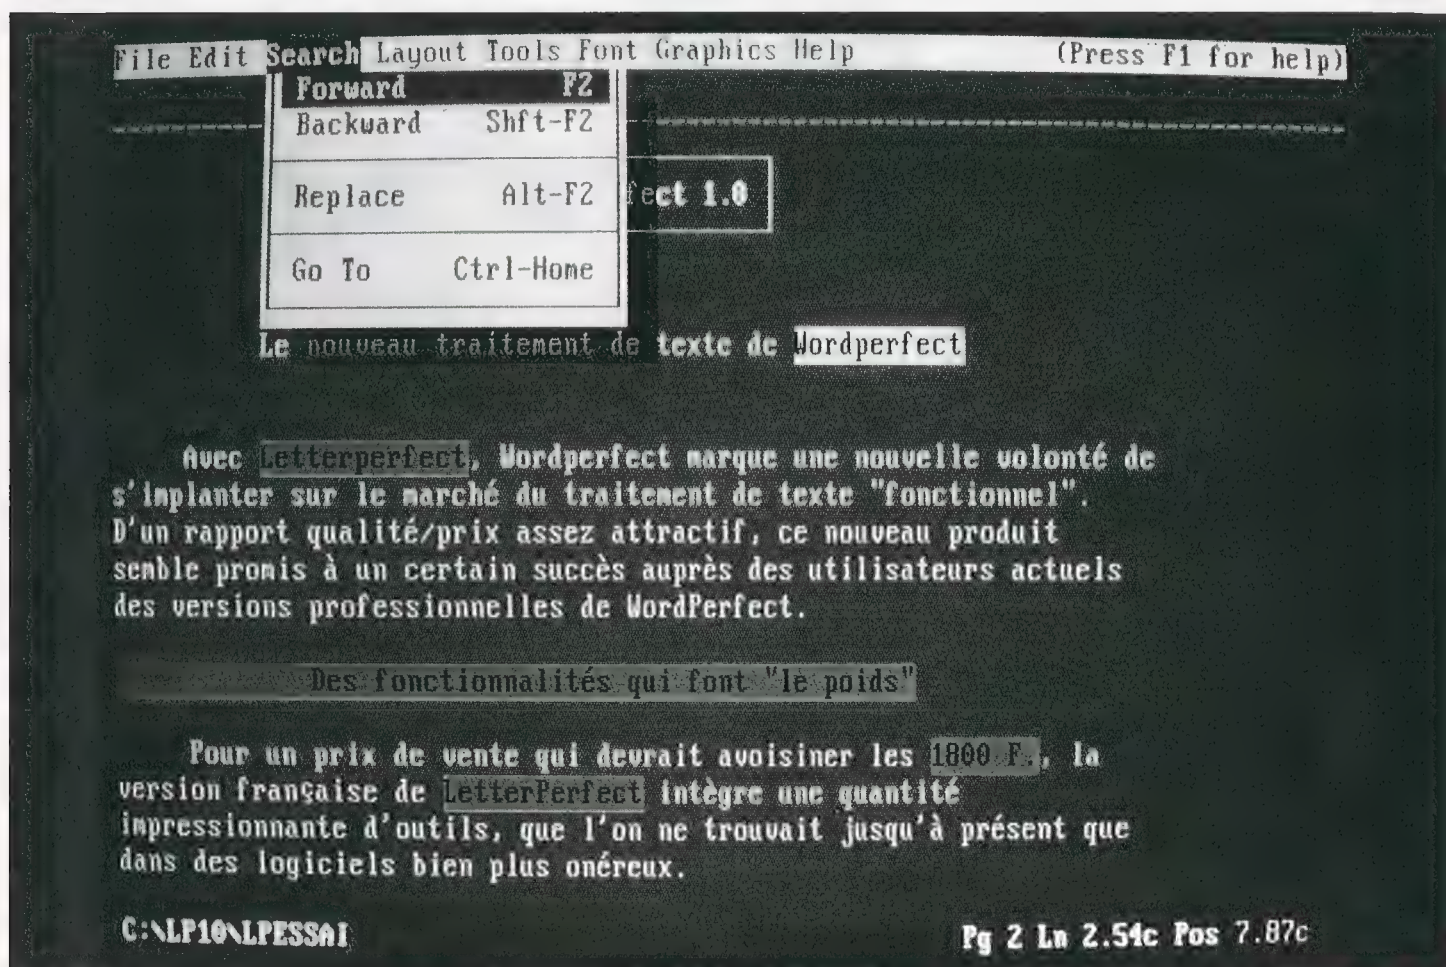 File Edit Search Layout Tools Font Graphics Help (Press F1 for help)
Forward F2
Backward Shft-F2
Replace Alt-F2
fect 1.0
Go To Ctrl-Home
Le nouveau traitement de texte de Wordperfect
Avec Letterperfect, Wordperfect marque une nouvelle volonté de
s'implanter sur le marché du traitement de texte "fonctionnel".
D'un rapport qualité/prix assez attractif, ce nouveau produit
semble promis à un certain succès auprès des utilisateurs actuels
des versions professionnelles de WordPerfect.
Des fonctionnalités qui font "le poids"
Pour un prix de vente qui devrait avoisiner les 1800 F., la
version française de LetterPerfect intègre une quantité
impressionnante d'outils, que l'on ne trouvait jusqu'à présent que
dans des logiciels bien plus onéreux.
C:\LP10\LPESSAI Pg 2 Ln 2.54c Pos 7.87c